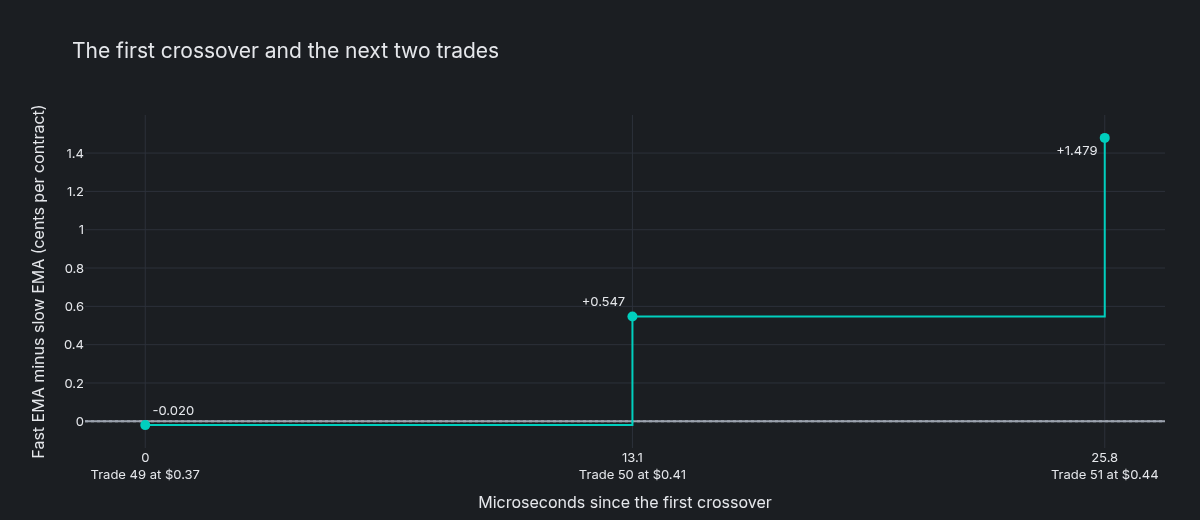 The first crossover and the next two trades
Fast EMA minus slow EMA (cents per contract)
1.4
1.2
1
0.8
0.6
0.4
0.2
0
-0.020
+0.547
+1.479
0
Trade 49 at $0.37
13.1
Trade 50 at $0.41
25.8
Trade 51 at $0.44
Microseconds since the first crossover